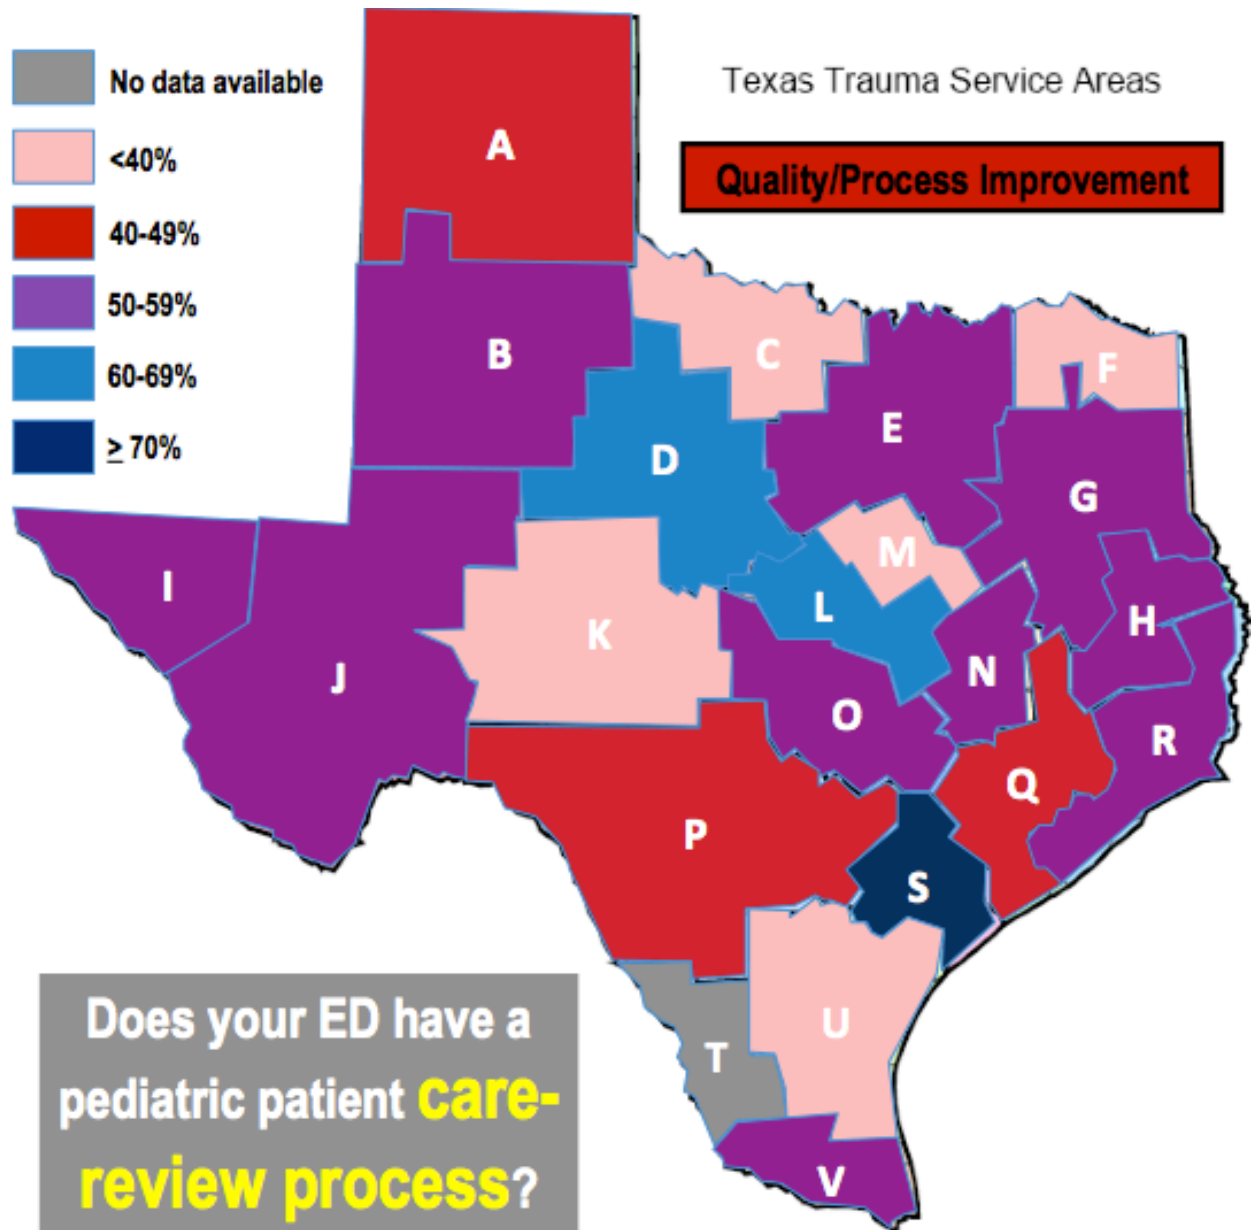 No data available
<40%
40-49%
50-59%
60-69%
≥ 70%
Texas Trauma Service Areas
Quality/Process Improvement
A
B
C
D
E
F
G
H
I
J
K
L
M
N
O
P
Q
R
S
T
U
V
Does your ED have a
pediatric patient care-
review process?